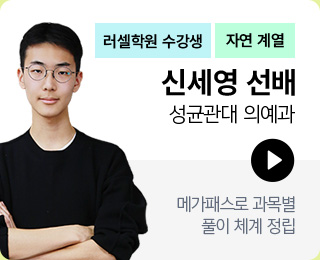 러셀학원 수강생 자연 계열
신세영 선배
성균관대 의예과
메가패스로 과목별
풀이 체계 정립